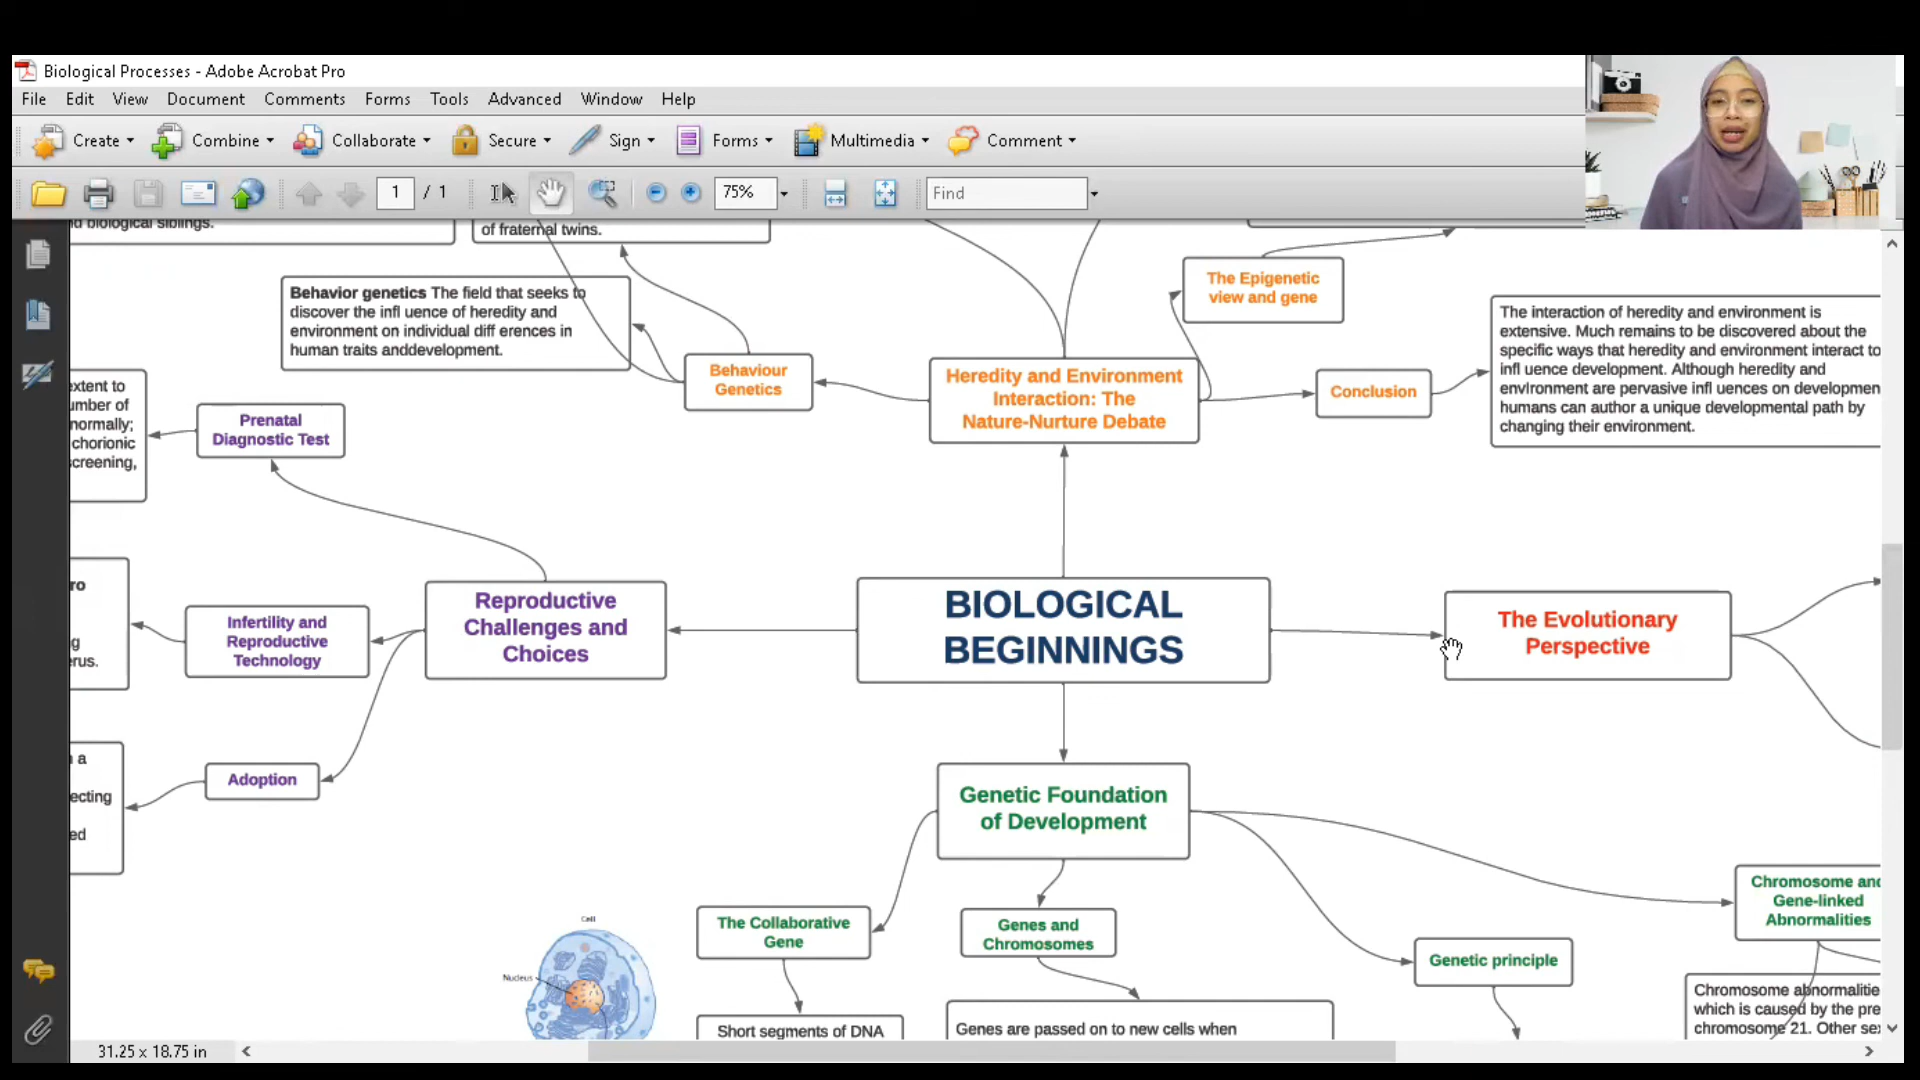 Biological Processes - Adobe Acrobat Pro
File Edit View Document Comments Forms Tools Advanced Window Help
Create Combine Collaborate Secure Sign Forms Multimedia Comment
1 / 1 75% Find
biological siblings.
of fraternal twins.
Behavior genetics The field that seeks to
discover the infl uence of heredity and
environment on individual diff erences in
human traits anddevelopment.
Behaviour
Genetics
Heredity and Environment
Interaction: The
Nature-Nurture Debate
The Epigenetic
view and gene
Conclusion
The interaction of heredity and environment is
extensive. Much remains to be discovered about the
specific ways that heredity and environment interact to
infl uence development. Although heredity and
environment are pervasive infl uences on developmen
humans can author a unique developmental path by
changing their environment.
extent to
umber of
normally;
chorionic
screening,
Prenatal
Diagnostic Test
ro
g
erus.
Infertility and
Reproductive
Technology
Reproductive
Challenges and
Choices
BIOLOGICAL
BEGINNINGS
The Evolutionary
Perspective
a
ecting
ed
Adoption
Genetic Foundation
of Development
The Collaborative
Gene
Genes and
Chromosomes
Genetic principle
Chromosome and
Gene-linked
Abnormalities
Cell
Nucleus
Short segments of DNA
Genes are passed on to new cells when
Chromosome abnormalitie
which is caused by the pre
chromosome 21. Other sex
31.25 x 18.75 in